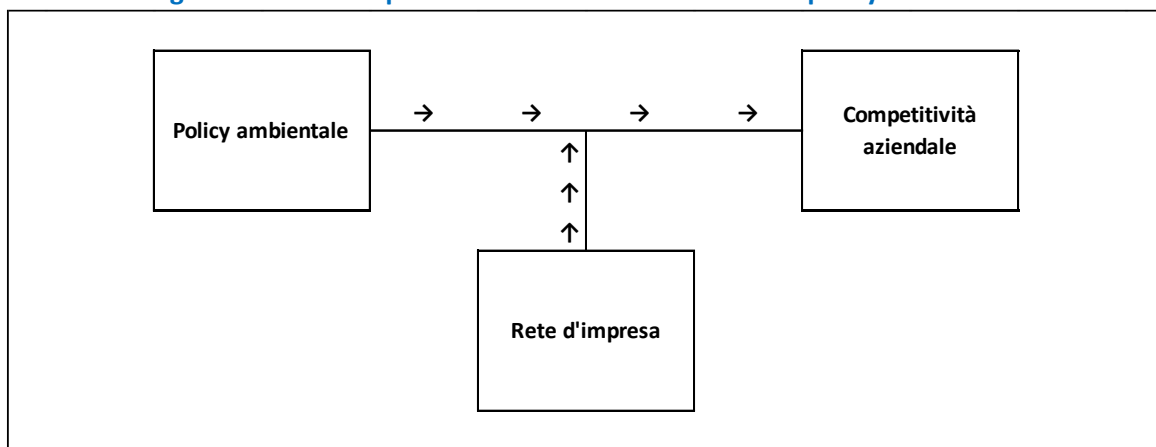 Policy ambientale
→ → → →
Competitività
aziendale
↑
↑
↑
Rete d'impresa